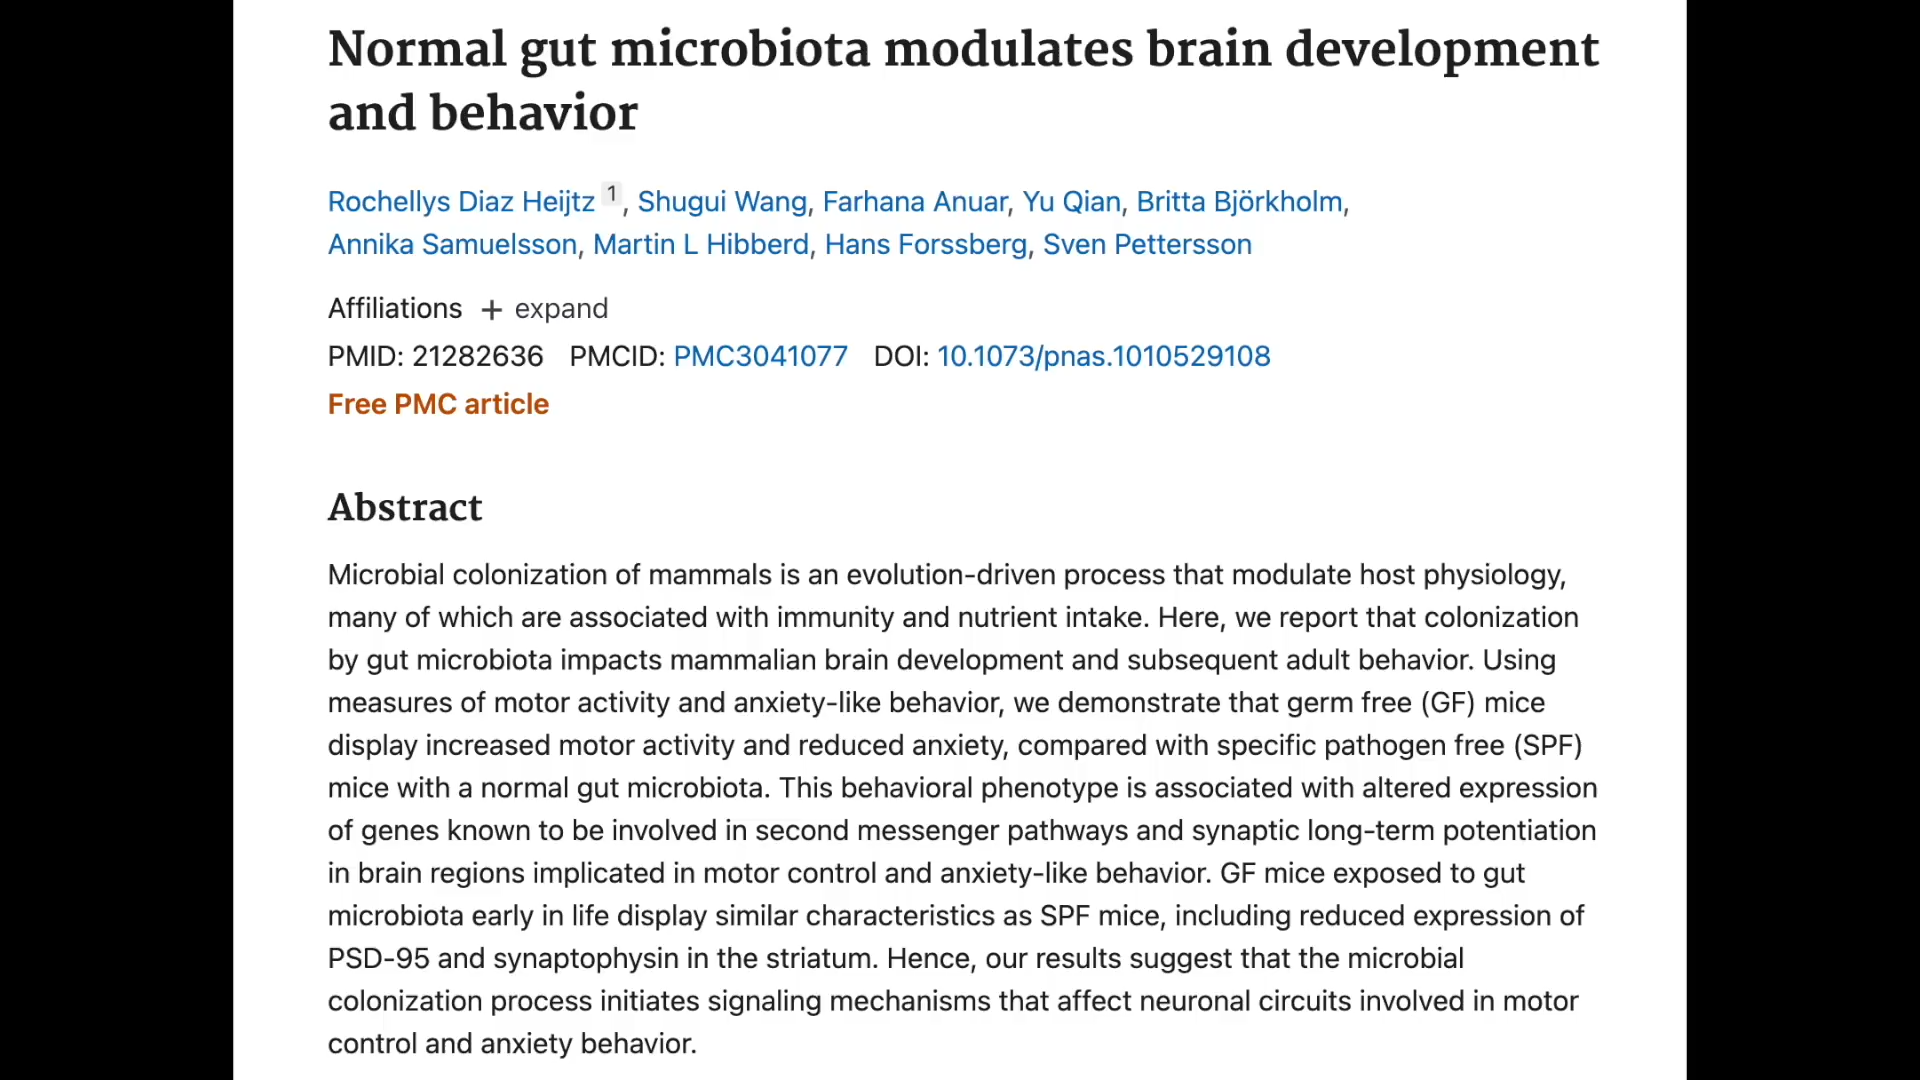 Normal gut microbiota modulates brain development
and behavior
Rochellys Diaz Heijtz 1, Shugui Wang, Farhana Anuar, Yu Qian, Britta Björkholm,
Annika Samuelsson, Martin L Hibberd, Hans Forssberg, Sven Pettersson
Affiliations + expand
PMID: 21282636 PMCID: PMC3041077 DOI: 10.1073/pnas.1010529108
Free PMC article
Abstract
Microbial colonization of mammals is an evolution-driven process that modulate host physiology,
many of which are associated with immunity and nutrient intake. Here, we report that colonization
by gut microbiota impacts mammalian brain development and subsequent adult behavior. Using
measures of motor activity and anxiety-like behavior, we demonstrate that germ free (GF) mice
display increased motor activity and reduced anxiety, compared with specific pathogen free (SPF)
mice with a normal gut microbiota. This behavioral phenotype is associated with altered expression
of genes known to be involved in second messenger pathways and synaptic long-term potentiation
in brain regions implicated in motor control and anxiety-like behavior. GF mice exposed to gut
microbiota early in life display similar characteristics as SPF mice, including reduced expression of
PSD-95 and synaptophysin in the striatum. Hence, our results suggest that the microbial
colonization process initiates signaling mechanisms that affect neuronal circuits involved in motor
control and anxiety behavior.